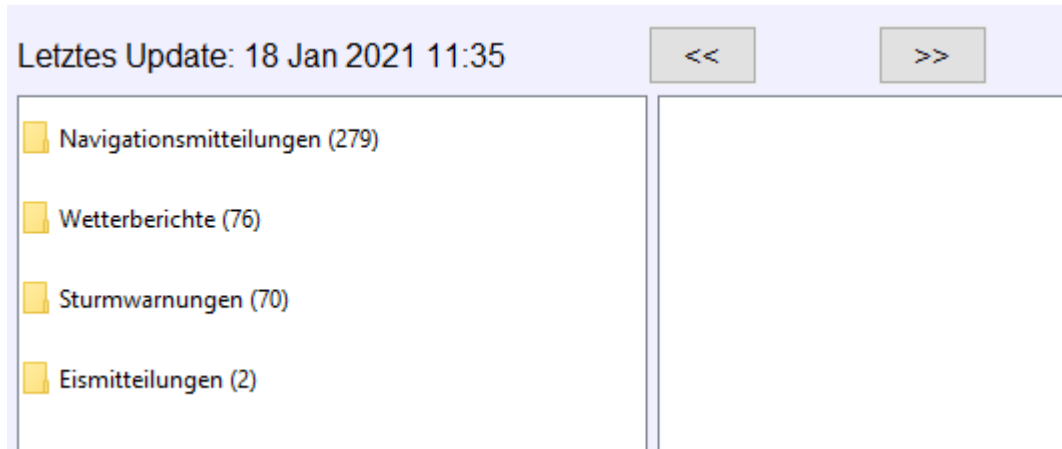 Letztes Update: 18 Jan 2021 11:35
<< >>
Navigationsmitteilungen (279)
Wetterberichte (76)
Sturmwarnungen (70)
Eismitteilungen (2)